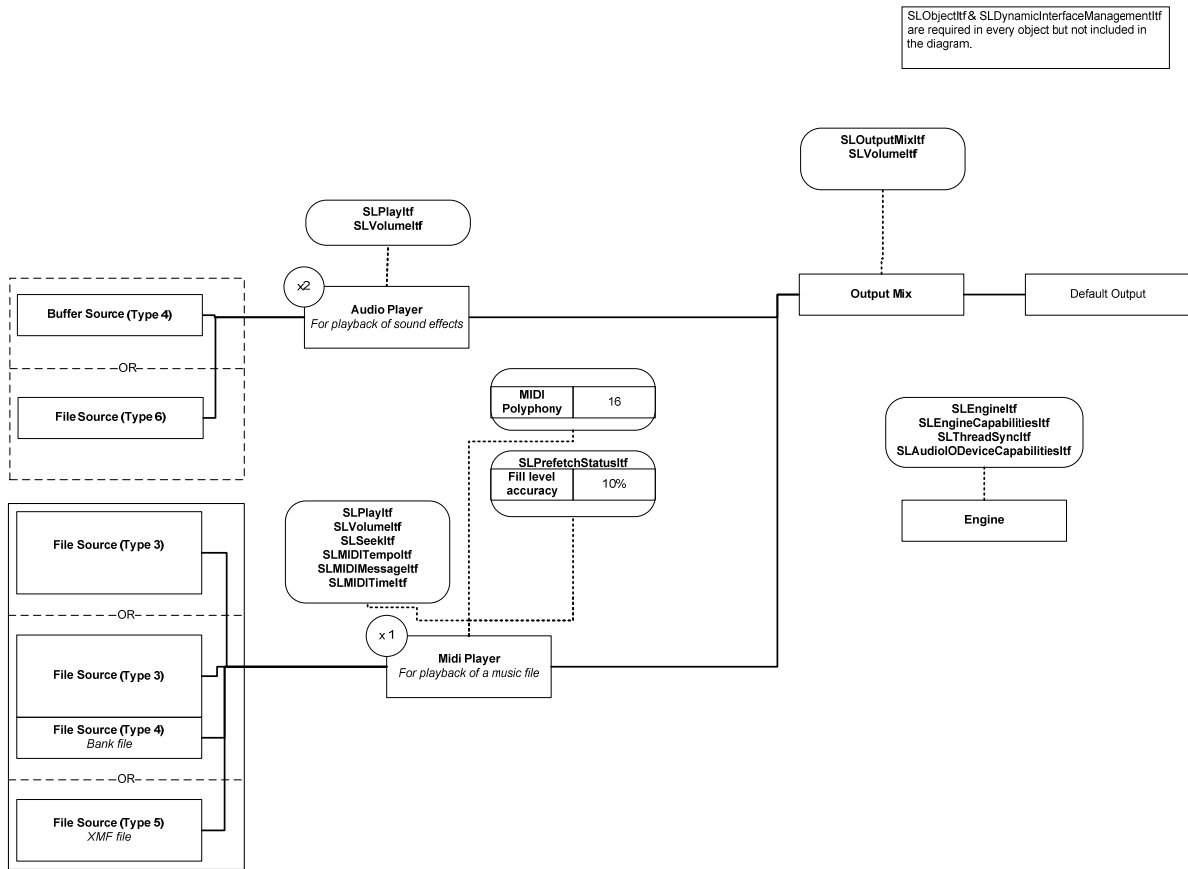 SLObjectItf & SLDynamicInterfaceManagementItf
are required in every object but not included in
the diagram.
SLOutputMixItf
SLVolumeItf
SLPlayItf
SLVolumeItf
x2
Audio Player
For playback of sound effects
Buffer Source (Type 4)
OR
File Source (Type 6)
Output Mix
Default Output
MIDI
Polyphony
16
SLPrefetchStatusItf
Fill level
accuracy
10%
SLEngineItf
SLEngineCapabilitiesItf
SLThreadSyncItf
SLAudioIODeviceCapabilitiesItf
Engine
SLPlayItf
SLVolumeItf
SLSeekItf
SLMIDITempoItf
SLMIDIMessageItf
SLMIDITimeItf
x 1
Midi Player
For playback of a music file
File Source (Type 3)
OR
File Source (Type 3)
File Source (Type 4)
Bank file
OR
File Source (Type 5)
XMF file